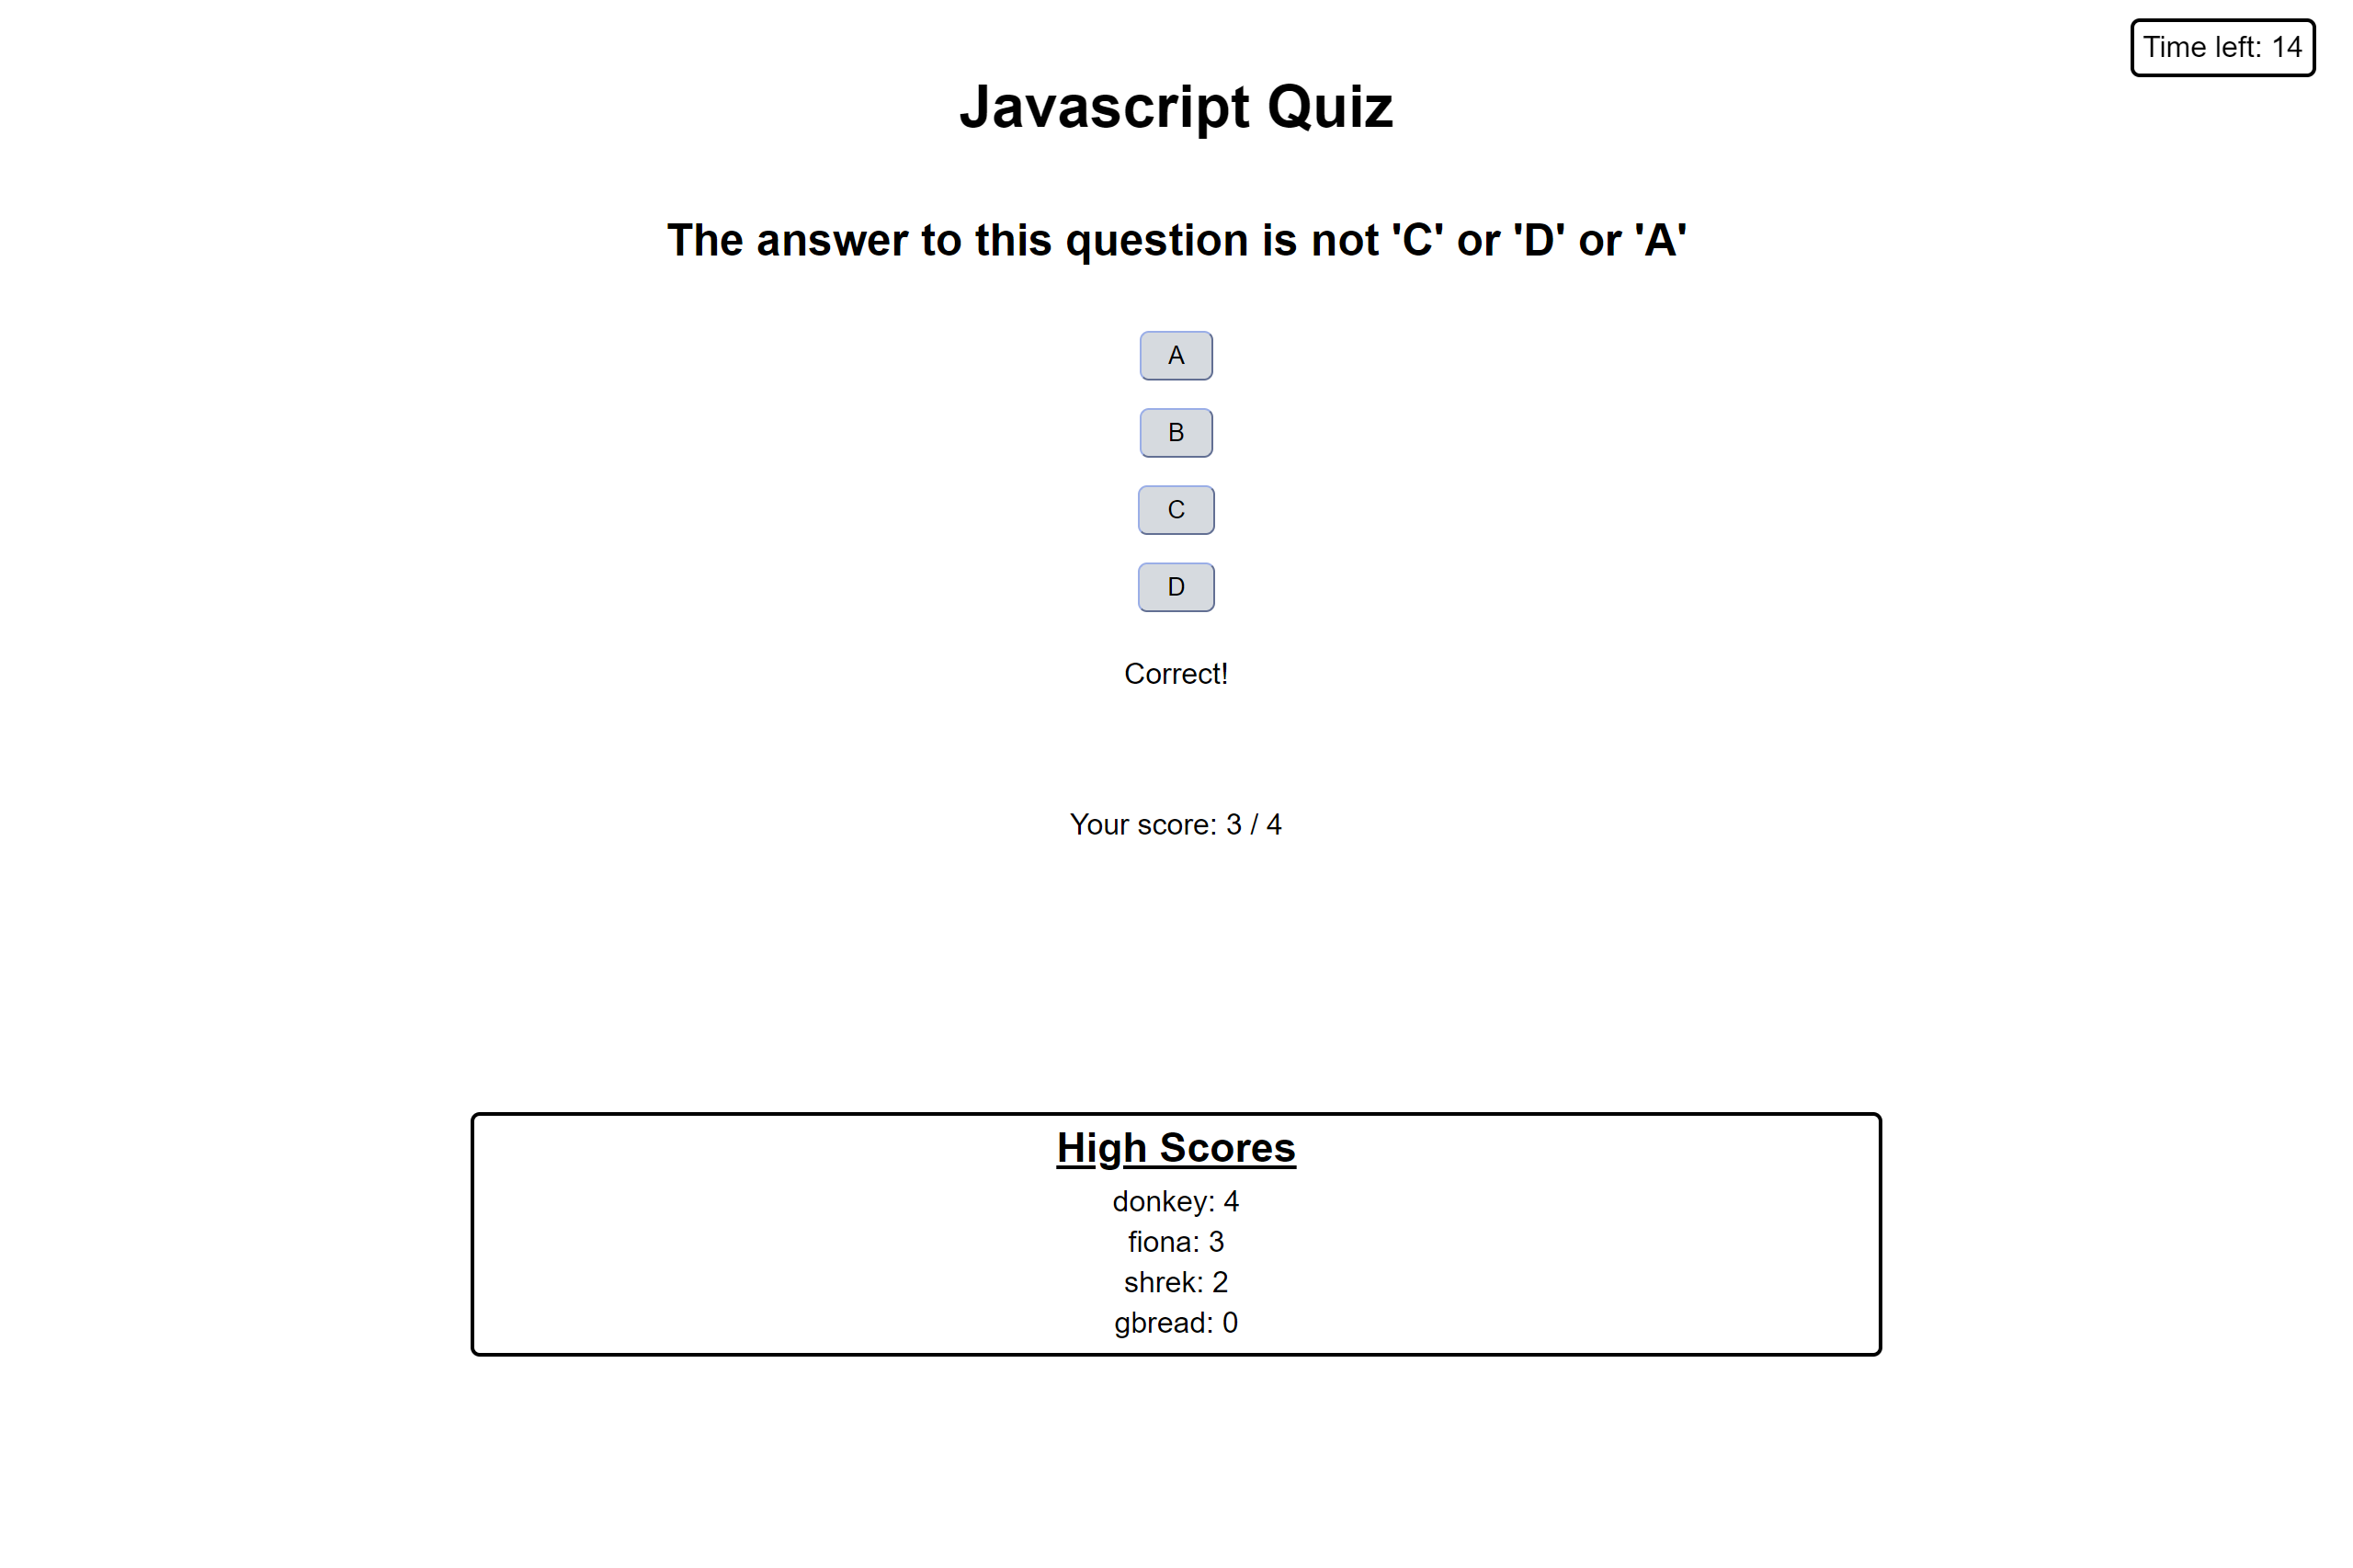 Time left: 14
Javascript Quiz
The answer to this question is not 'C' or 'D' or 'A'
A
B
C
D
Correct!
Your score: 3 / 4
High Scores
donkey: 4
fiona: 3
shrek: 2
gbread: 0